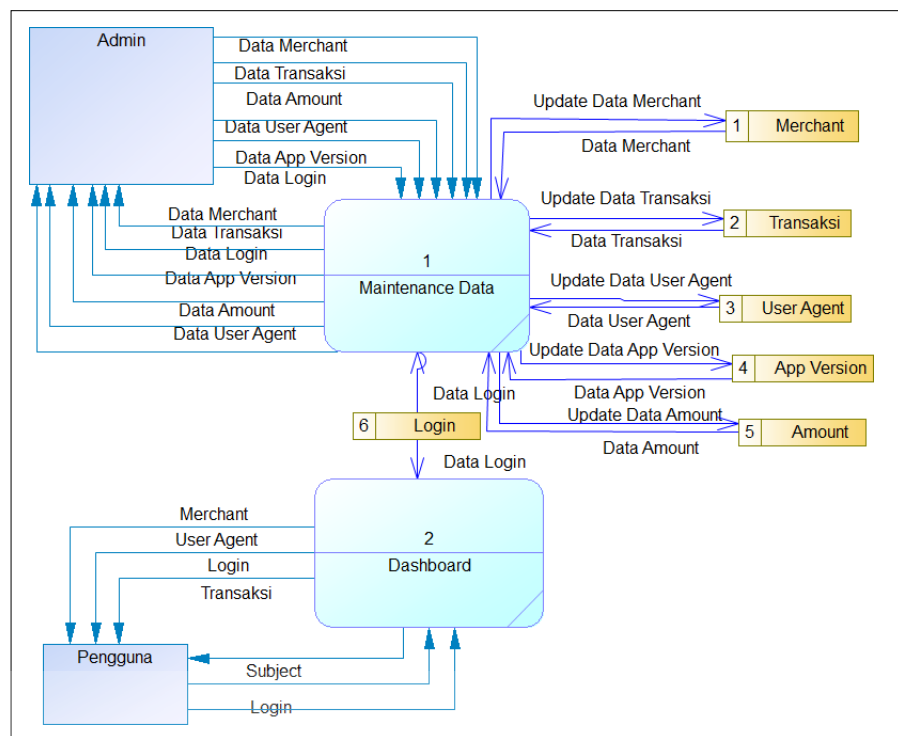 Admin
Data Merchant
Data Transaksi
Data Amount
Data User Agent
Data App Version
Data Login
Update Data Merchant
1 Merchant
Data Merchant
Data Merchant
Data Transaksi
Data Login
Data App Version
Data Amount
Data User Agent
1
Maintenance Data
Update Data Transaksi
2 Transaksi
Data Transaksi
Update Data User Agent
3 User Agent
Data User Agent
Update Data App Version
4 App Version
Data App Version
Update Data Amount
5 Amount
Data Amount
Data Login
6 Login
Data Login
Merchant
User Agent
Login
Transaksi
2
Dashboard
Pengguna
Subject
Login